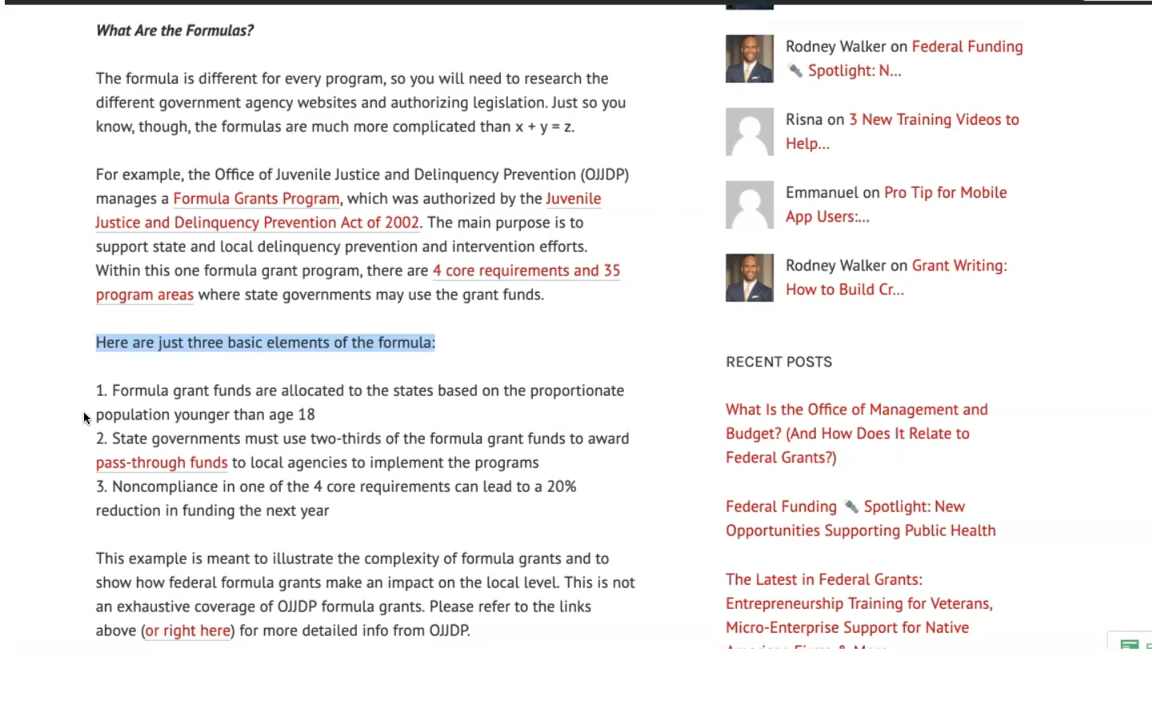 What Are the Formulas?
The formula is different for every program, so you will need to research the
different government agency websites and authorizing legislation. Just so you
know, though, the formulas are much more complicated than x + y = z.
For example, the Office of Juvenile Justice and Delinquency Prevention (OJJDP)
manages a Formula Grants Program, which was authorized by the Juvenile
Justice and Delinquency Prevention Act of 2002. The main purpose is to
support state and local delinquency prevention and intervention efforts.
Within this one formula grant program, there are 4 core requirements and 35
program areas where state governments may use the grant funds.
Here are just three basic elements of the formula:
1. Formula grant funds are allocated to the states based on the proportionate
population younger than age 18
2. State governments must use two-thirds of the formula grant funds to award
pass-through funds to local agencies to implement the programs
3. Noncompliance in one of the 4 core requirements can lead to a 20%
reduction in funding the next year
This example is meant to illustrate the complexity of formula grants and to
show how federal formula grants make an impact on the local level. This is not
an exhaustive coverage of OJJDP formula grants. Please refer to the links
above (or right here) for more detailed info from OJJDP.
Rodney Walker on Federal Funding
🔦 Spotlight: N...
Risna on 3 New Training Videos to
Help...
Emmanuel on Pro Tip for Mobile
App Users:...
Rodney Walker on Grant Writing:
How to Build Cr...
RECENT POSTS
What Is the Office of Management and
Budget? (And How Does It Relate to
Federal Grants?)
Federal Funding 🔦 Spotlight: New
Opportunities Supporting Public Health
The Latest in Federal Grants:
Entrepreneurship Training for Veterans,
Micro-Enterprise Support for Native